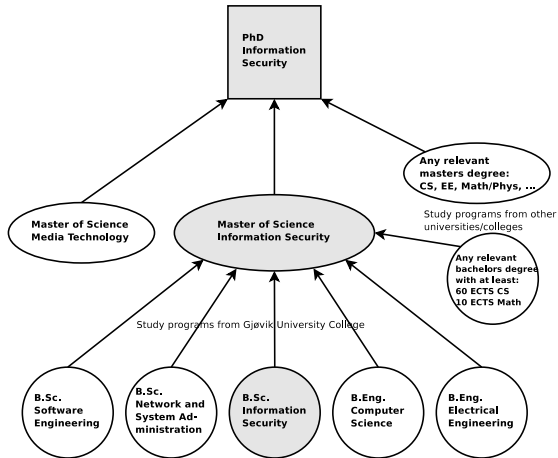 PhD
Information
Security
Any relevant
masters degree:
CS, EE, Math/Phys, ...
Master of Science
Media Technology
Master of Science
Information Security
Study programs from other
universities/colleges
Any relevant
bachelors degree
with at least:
60 ECTS CS
10 ECTS Math
Study programs from Gjøvik University College
B.Sc.
Software
Engineering
B.Sc.
Network and
System Ad-
ministration
B.Sc.
Information
Security
B.Eng.
Computer
Science
B.Eng.
Electrical
Engineering